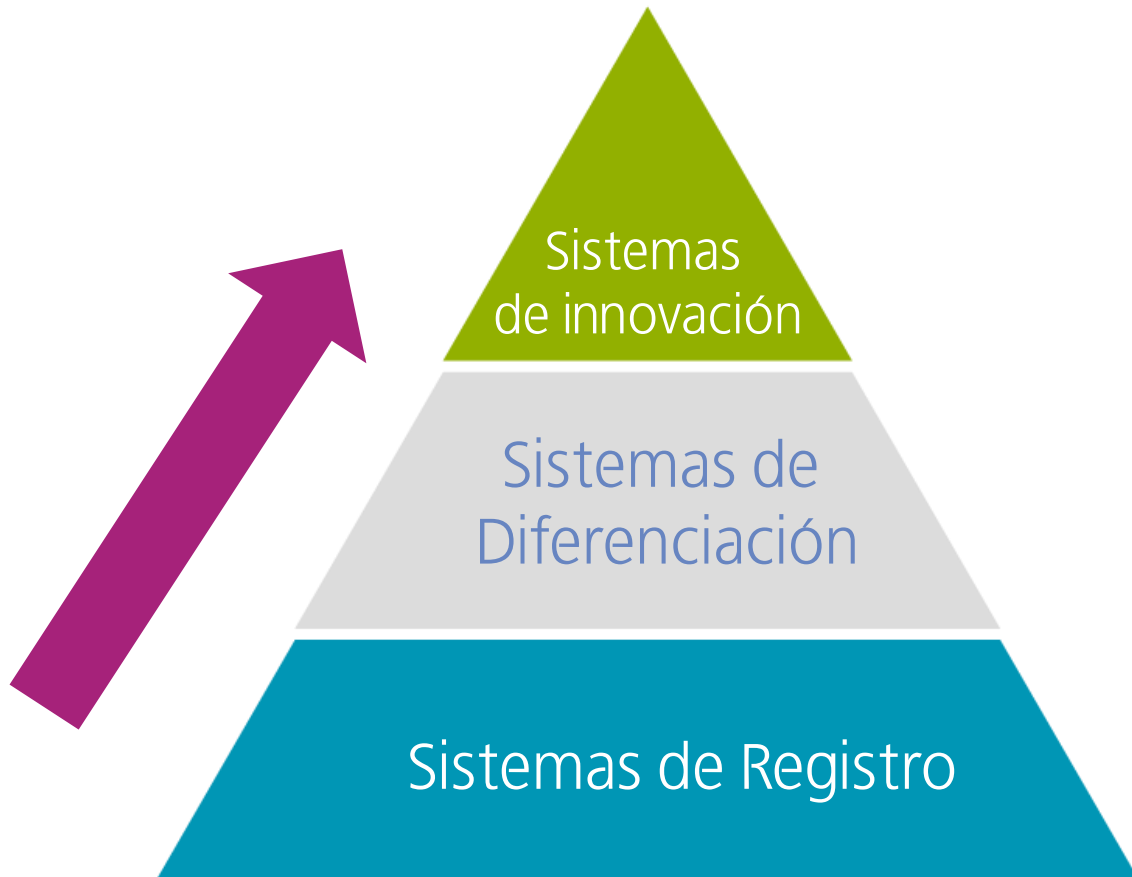 Sistemas
de innovación
Sistemas de
Diferenciación
Sistemas de Registro